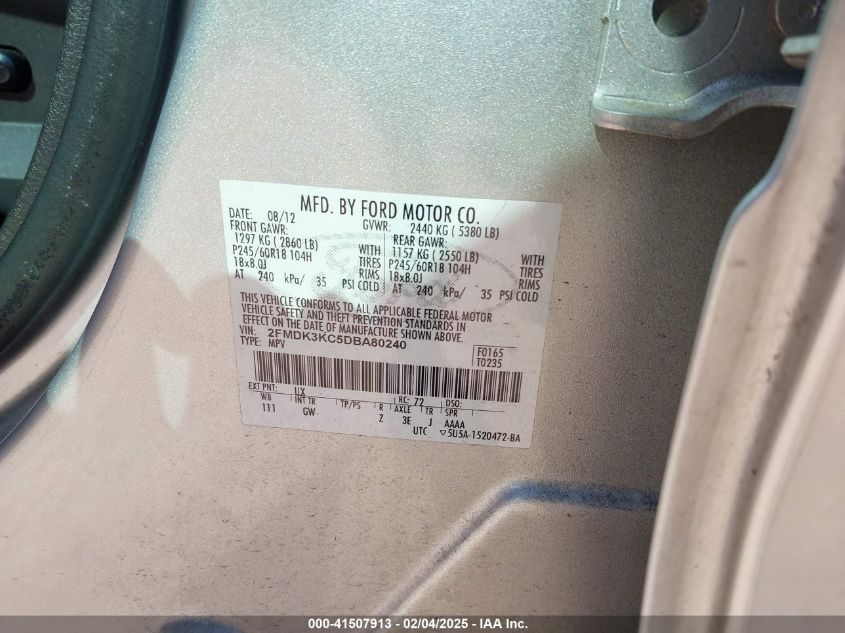 MFD. BY FORD MOTOR CO.
DATE: 08/12 GVWR: 2440 KG ( 5380 LB)
FRONT GAWR: REAR GAWR:
1297 KG ( 2860 LB) WITH 1157 KG ( 2550 LB) WITH
P245/60R18 104H TIRES P245/60R18 104H TIRES
18x8.0J RIMS 18x8.0J RIMS
AT 240 kPa/ 35 PSI COLD AT 240 kPa/ 35 PSI COLD
THIS VEHICLE CONFORMS TO ALL APPLICABLE FEDERAL MOTOR
VEHICLE SAFETY AND THEFT PREVENTION STANDARDS IN
EFFECT ON THE DATE OF MANUFACTURE SHOWN ABOVE.
VIN: 2FMDK3KC5DBA80240
TYPE: MPV
F0165
T0235
EXT PNT: UX RC: 72 DSO:
WB INT TR TP/PS R AXLE TR SPR
111 GW Z 3E J AAAA
UTC ▽5U5A-1520472-BA
000-41507913 - 02/04/2025 - IAA Inc.